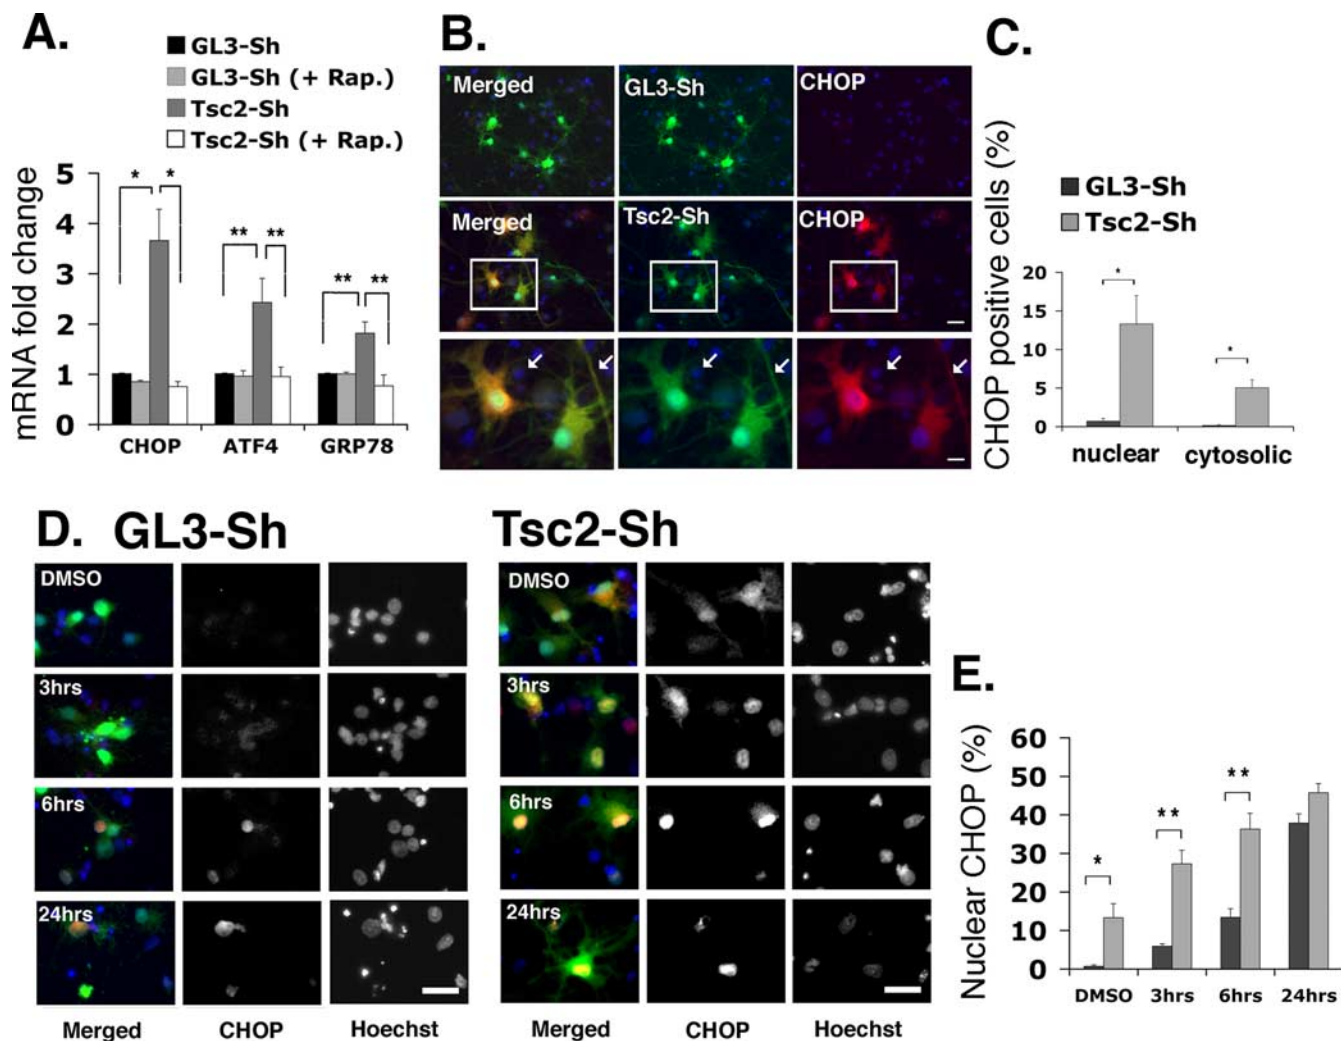 A.
GL3-Sh
GL3-Sh (+ Rap.)
Tsc2-Sh
Tsc2-Sh (+ Rap.)
mRNA fold change
5
4
3
2
1
0
* *
** **
** **
CHOP ATF4 GRP78
B.
Merged GL3-Sh CHOP
Merged Tsc2-Sh CHOP
C.
CHOP positive cells (%)
GL3-Sh
Tsc2-Sh
20
15
10
5
0
*
*
nuclear cytosolic
D. GL3-Sh Tsc2-Sh
DMSO DMSO
3hrs 3hrs
6hrs 6hrs
24hrs 24hrs
Merged CHOP Hoechst Merged CHOP Hoechst
E.
Nuclear CHOP (%)
60
50
40
30
20
10
0
*
**
**
DMSO 3hrs 6hrs 24hrs